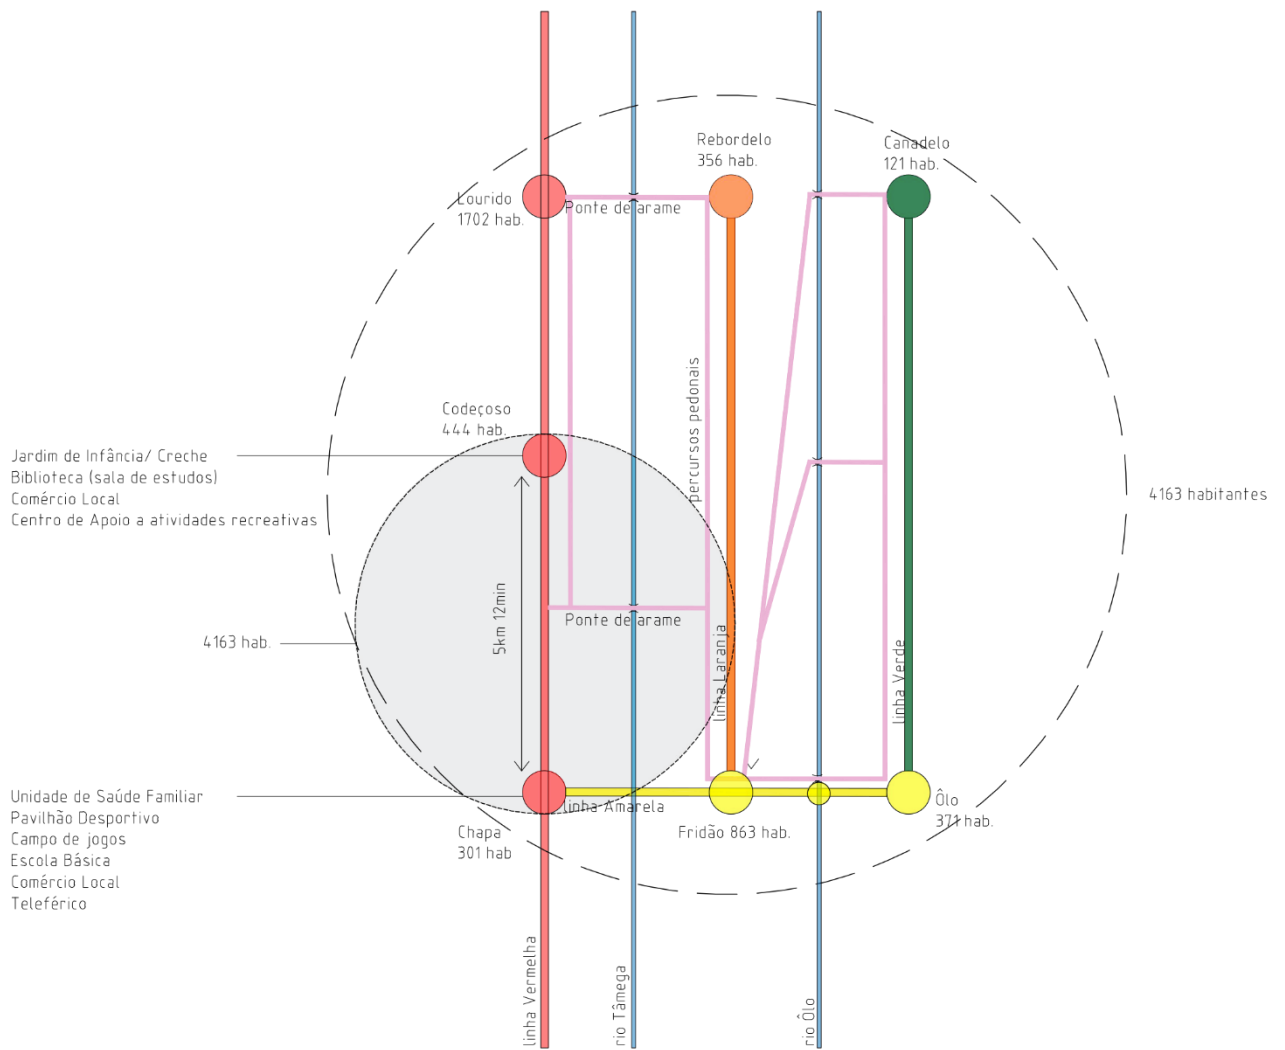 Rebordelo
356 hab.
Canadelo
121 hab.
Lourido
1702 hab.
Ponte de arame
percursos pedonais
Codeçoso
444 hab.
Jardim de Infância/ Creche
Biblioteca (sala de estudos)
Comércio Local
Centro de Apoio a atividades recreativas
4163 habitantes
5km 12min
Ponte de arame
4163 hab.
linha Laranja
linha Verde
Unidade de Saúde Familiar
Pavilhão Desportivo
Campo de jogos
Escola Básica
Comércio Local
Teleférico
linha Amarela
Chapa
301 hab
Fridão 863 hab.
Ôlo
371 hab.
linha Vermelha
rio Tâmega
rio Ôlo